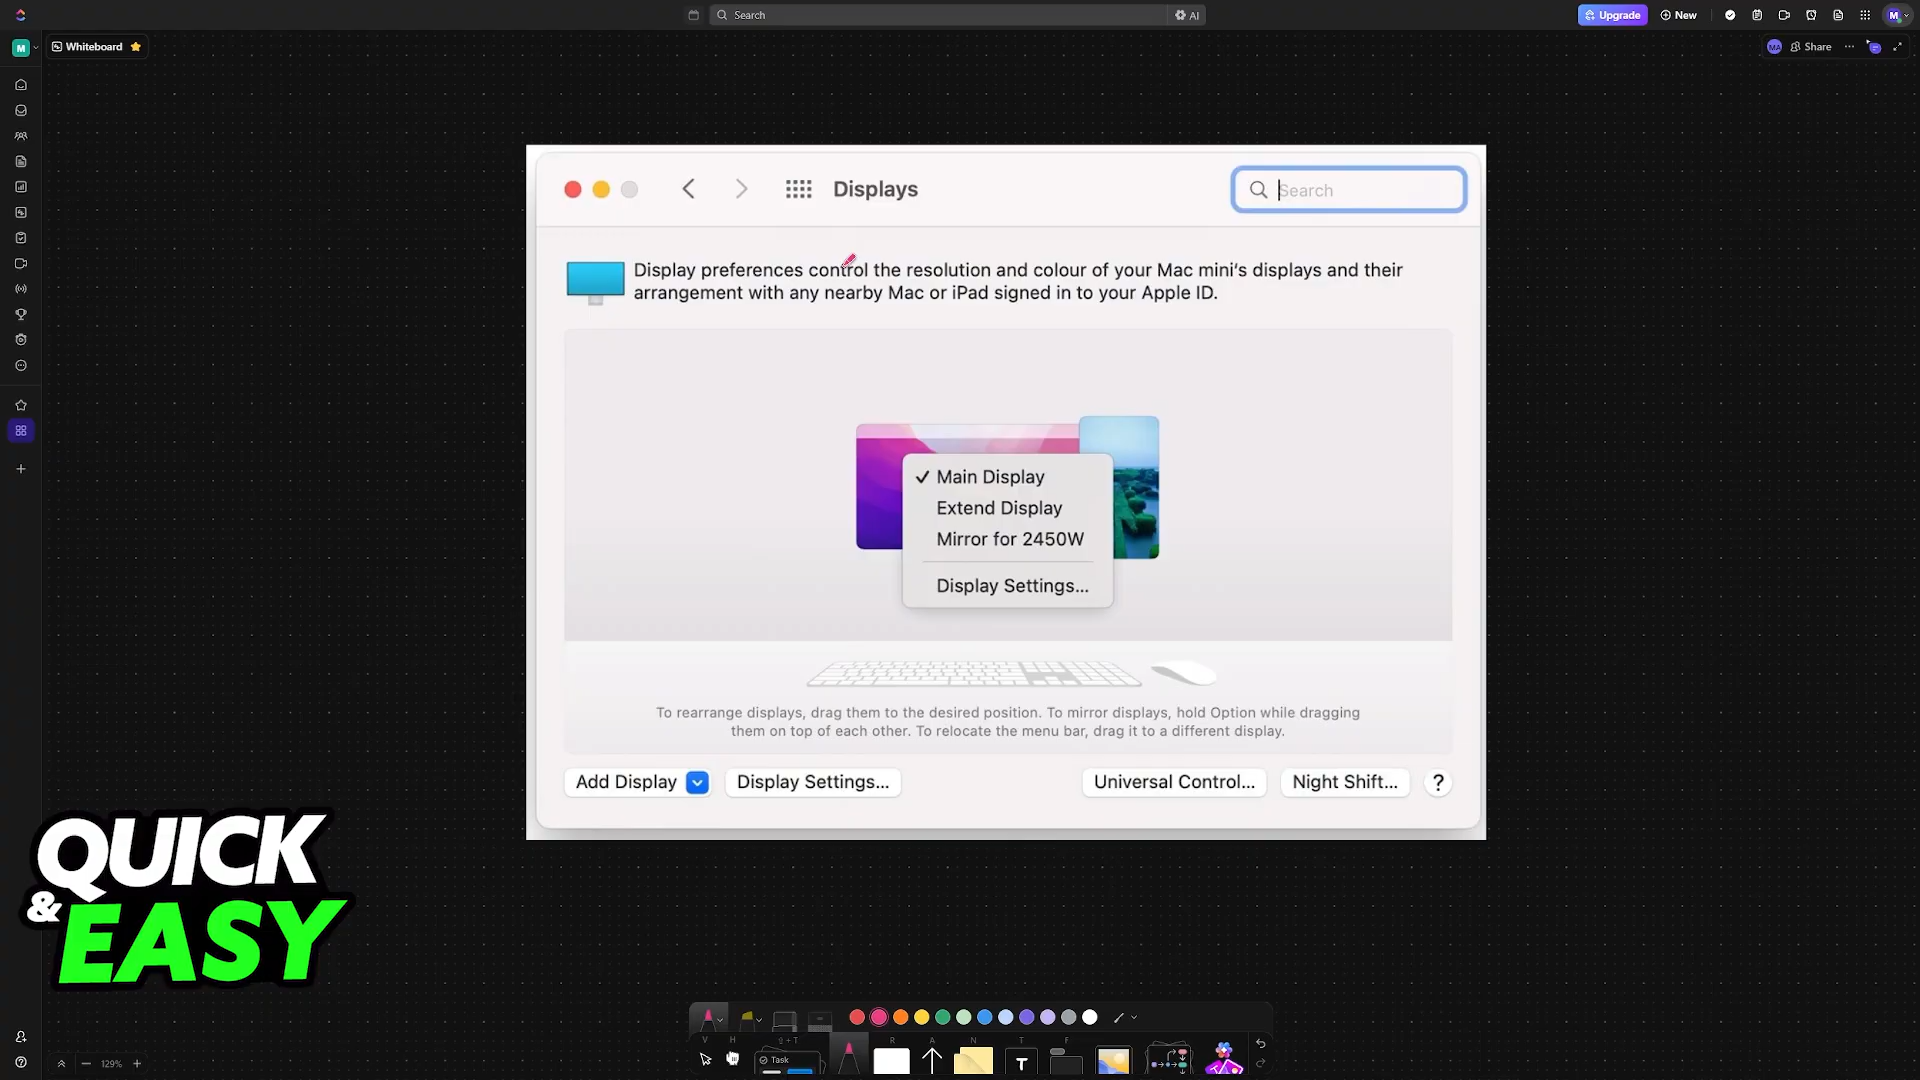 Search
AI
Upgrade
New
M
M
Whiteboard
MA
Share
Displays
Search
Display preferences control the resolution and colour of your Mac mini's displays and their
arrangement with any nearby Mac or iPad signed in to your Apple ID.
Main Display
Extend Display
Mirror for 2450W
Display Settings...
To rearrange displays, drag them to the desired position. To mirror displays, hold Option while dragging
them on top of each other. To relocate the menu bar, drag it to a different display.
Add Display
Display Settings...
Universal Control...
Night Shift...
?
QUICK
& EASY
V
H
⇧+T
R
A
N
T
F
Task
T
129%